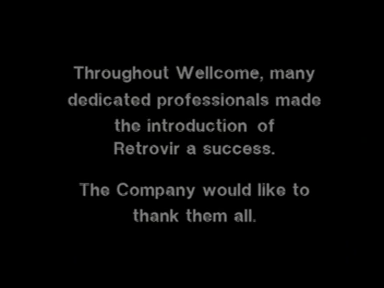 Throughout Wellcome, many
dedicated professionals made
the introduction of
Retrovir a success.
The Company would like to
thank them all.